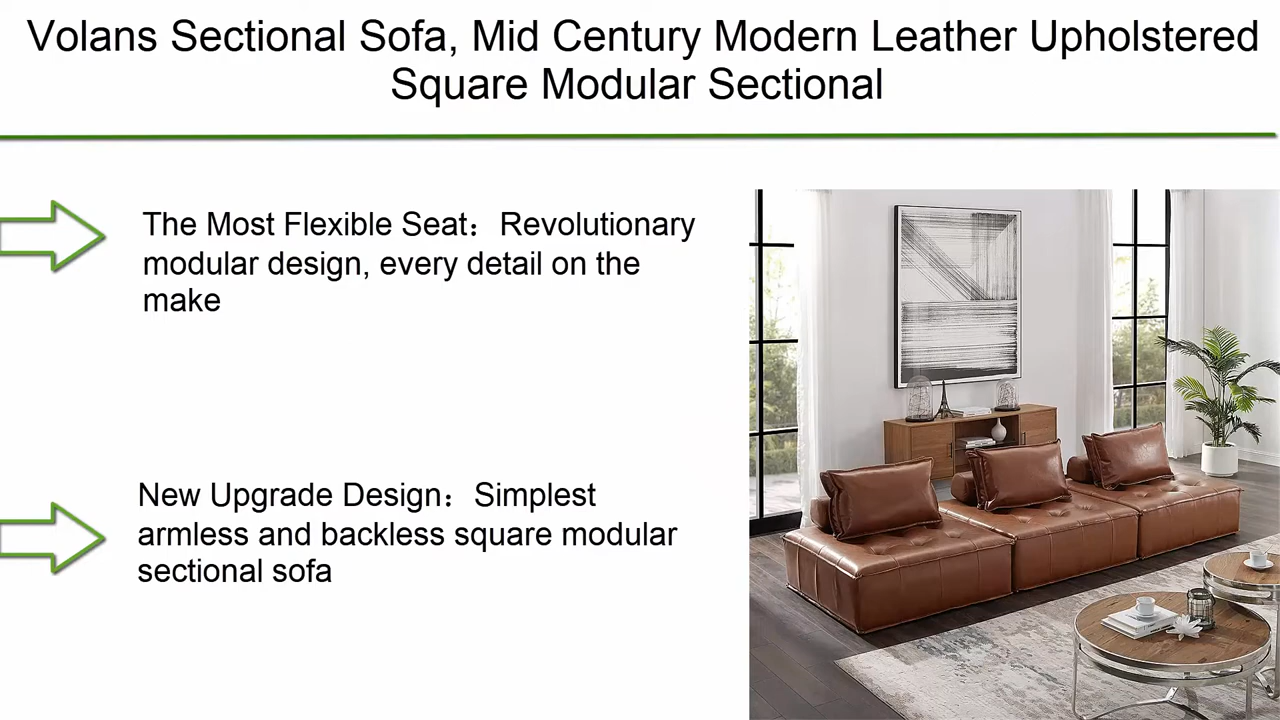 Volans Sectional Sofa, Mid Century Modern Leather Upholstered
Square Modular Sectional
The Most Flexible Seat：Revolutionary
modular design, every detail on the
make
New Upgrade Design：Simplest
armless and backless square modular
sectional sofa